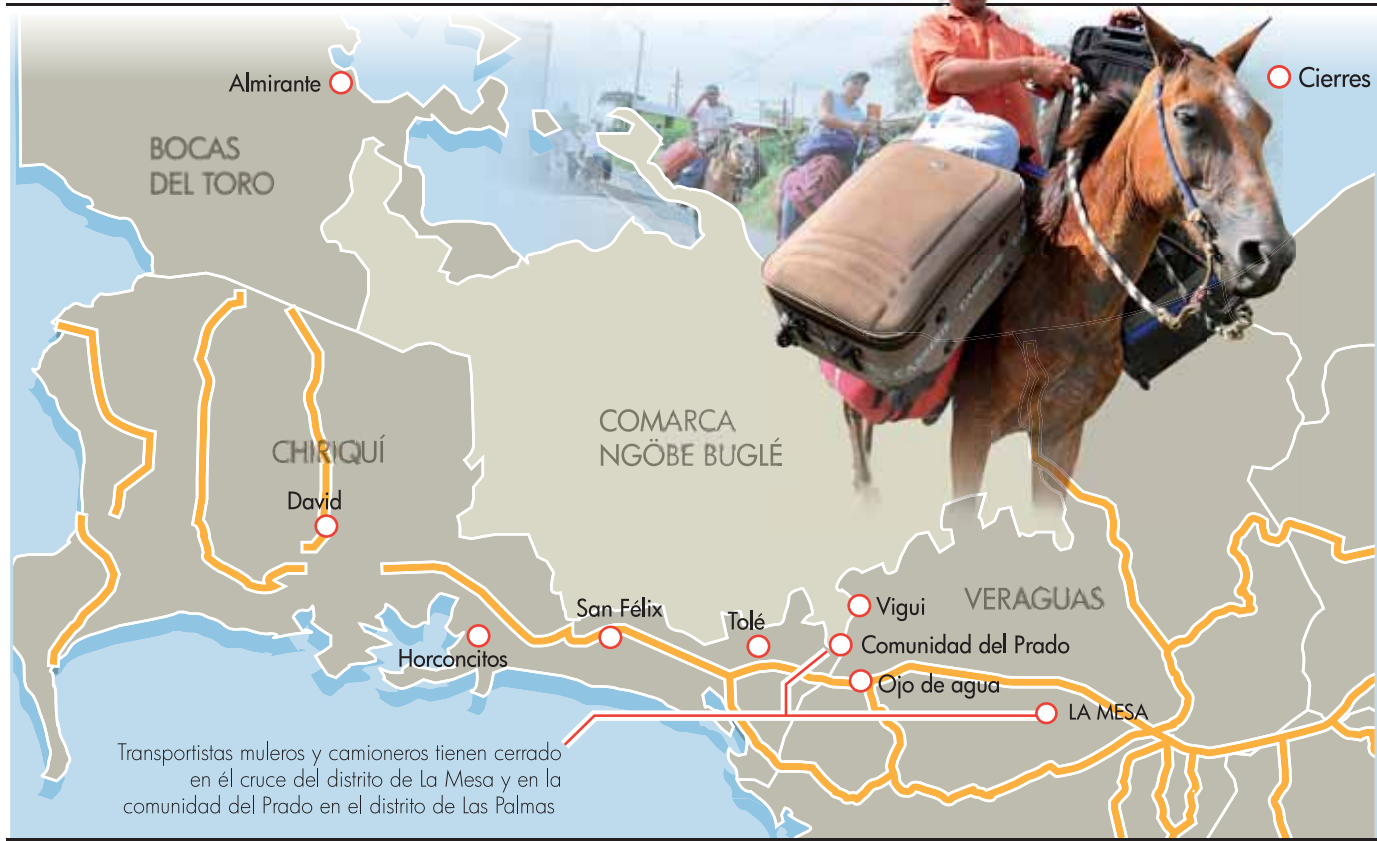 Almirante
Cierres
BOCAS
DEL TORO
COMARCA
NGÖBE BUGLÉ
CHIRIQUÍ
David
San Félix
Tolé
Vigui
VERAGUAS
Horconcitos
Comunidad del Prado
Ojo de agua
LA MESA
Transportistas muleros y camioneros tienen cerrado
en él cruce del distrito de La Mesa y en la
comunidad del Prado en el distrito de Las Palmas